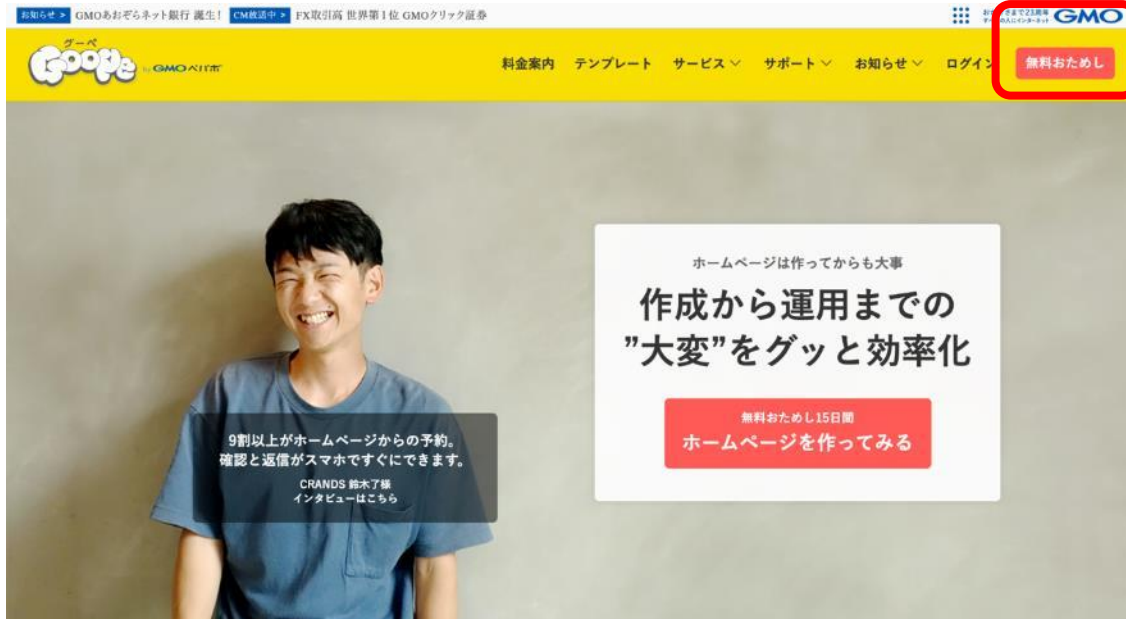 お知らせ > GMOあおぞらネット銀行 誕生! CM放送中 > FX取引高 世界第1位 GMOクリック証券
GMO
グーペ
Goope by GMOペパボ
料金案内 テンプレート サービス サポート お知らせ ログイン 無料おためし
ホームページは作ってからも大事
作成から運用までの
”大変”をグッと効率化
無料おためし15日間
ホームページを作ってみる
9割以上がホームページからの予約。
確認と返信がスマホですぐにできます。
CRANDS 鈴木了様
インタビューはこちら